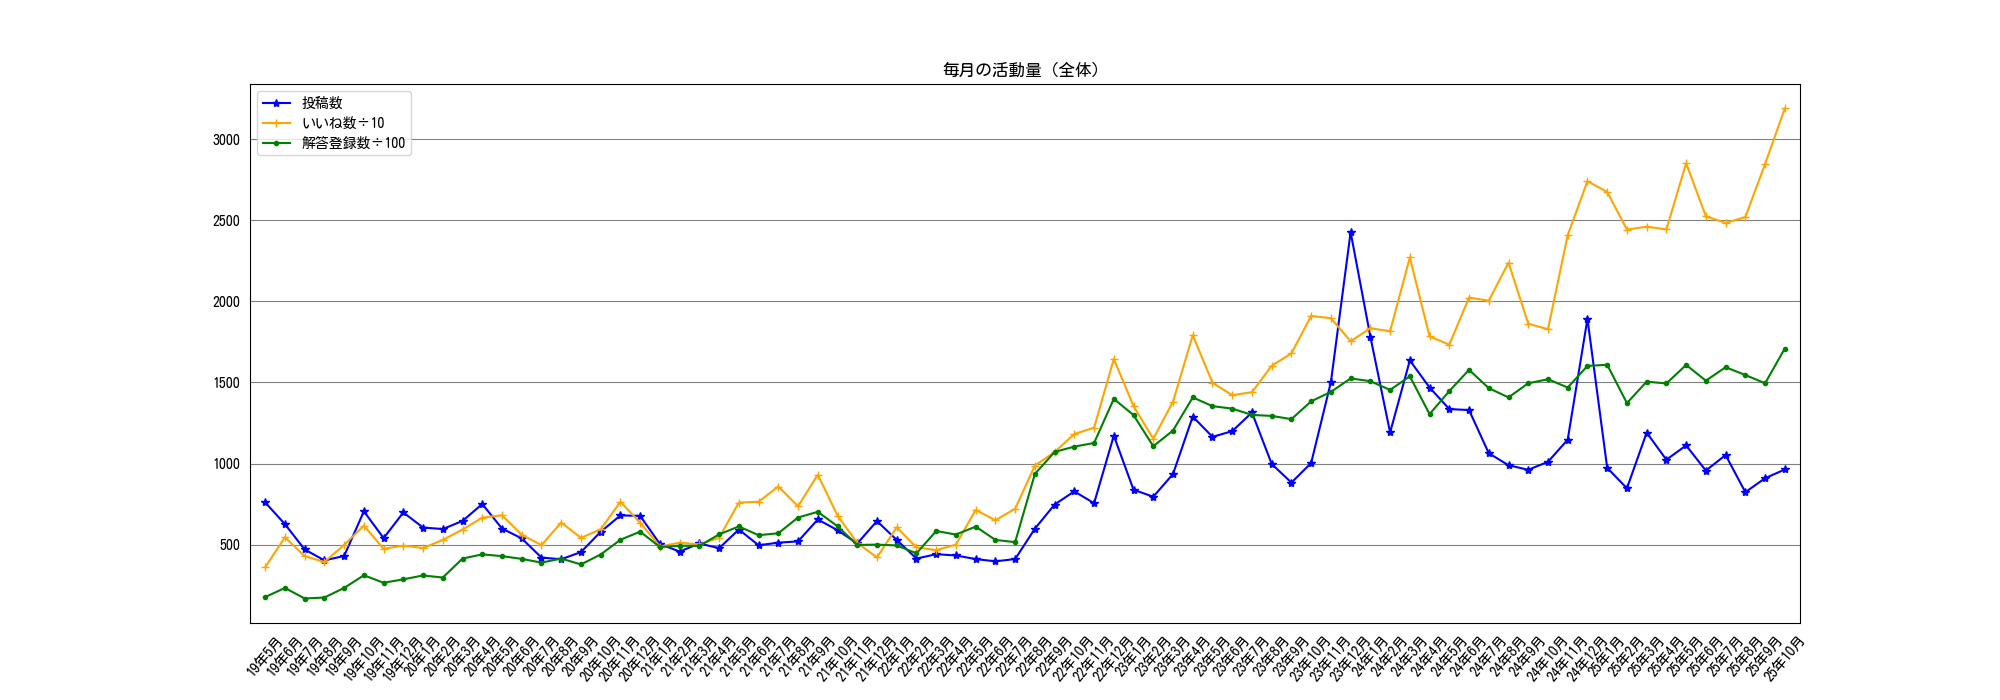 毎月の活動量（全体）
投稿数
いいね数÷10
解答登録数÷100
3000
2500
2000
1500
1000
500
19年5月
19年6月
19年7月
19年8月
19年9月
19年10月
19年11月
19年12月
20年1月
20年2月
20年3月
20年4月
20年5月
20年6月
20年7月
20年8月
20年9月
20年10月
20年11月
20年12月
21年1月
21年2月
21年3月
21年4月
21年5月
21年6月
21年7月
21年8月
21年9月
21年10月
21年11月
21年12月
22年1月
22年2月
22年3月
22年4月
22年5月
22年6月
22年7月
22年8月
22年9月
22年10月
22年11月
22年12月
23年1月
23年2月
23年3月
23年4月
23年5月
23年6月
23年7月
23年8月
23年9月
23年10月
23年11月
23年12月
24年1月
24年2月
24年3月
24年4月
24年5月
24年6月
24年7月
24年8月
24年9月
24年10月
24年11月
24年12月
25年1月
25年2月
25年3月
25年4月
25年5月
25年6月
25年7月
25年8月
25年9月
25年10月